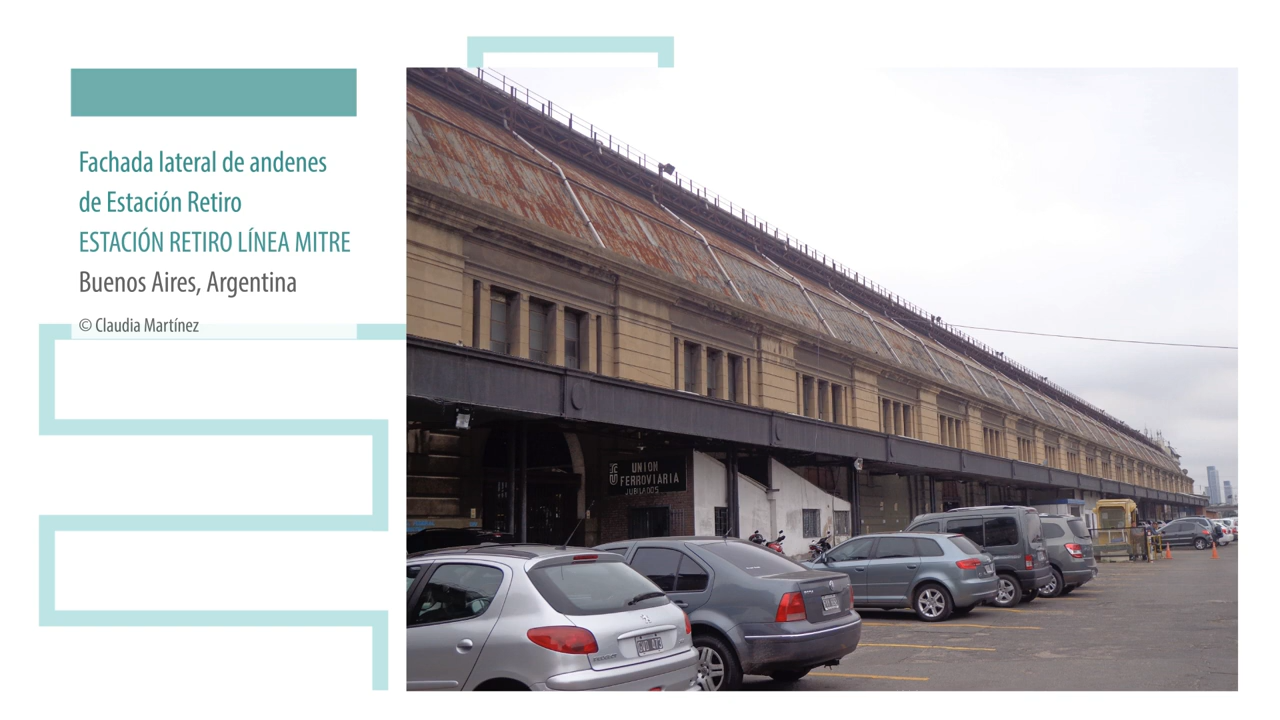 Fachada lateral de andenes
de Estación Retiro
ESTACIÓN RETIRO LÍNEA MITRE
Buenos Aires, Argentina
© Claudia Martínez
UNION
FERROVIARIA
JUBILADOS